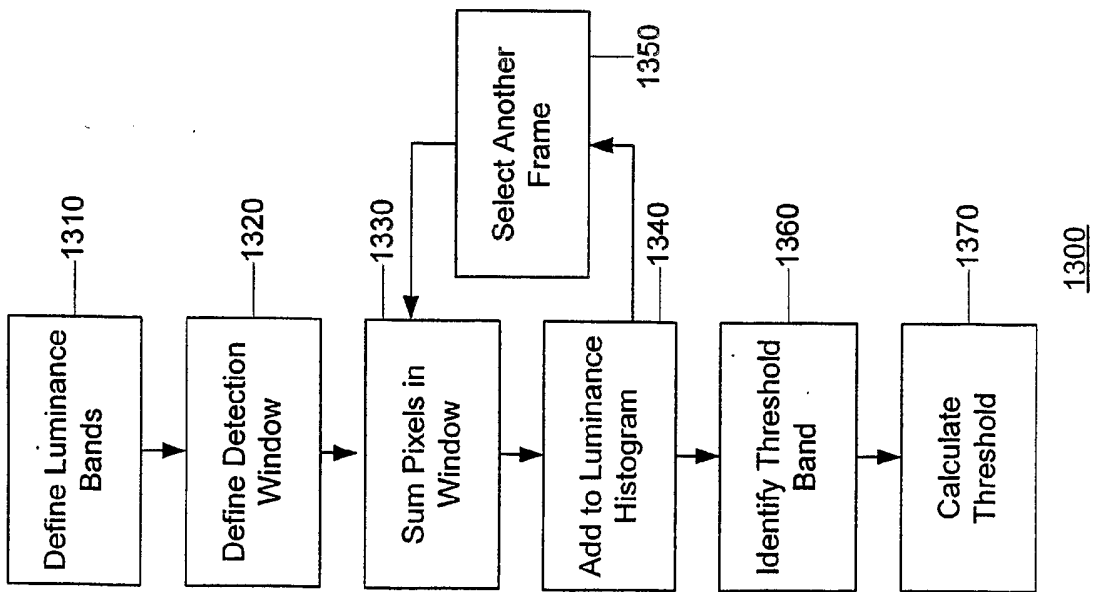 Define Luminance
Bands
1310
Define Detection
Window
1320
Sum Pixels in
Window
1330
Add to Luminance
Histogram
1340
Select Another
Frame
1350
Identify Threshold
Band
1360
Calculate
Threshold
1370
1300